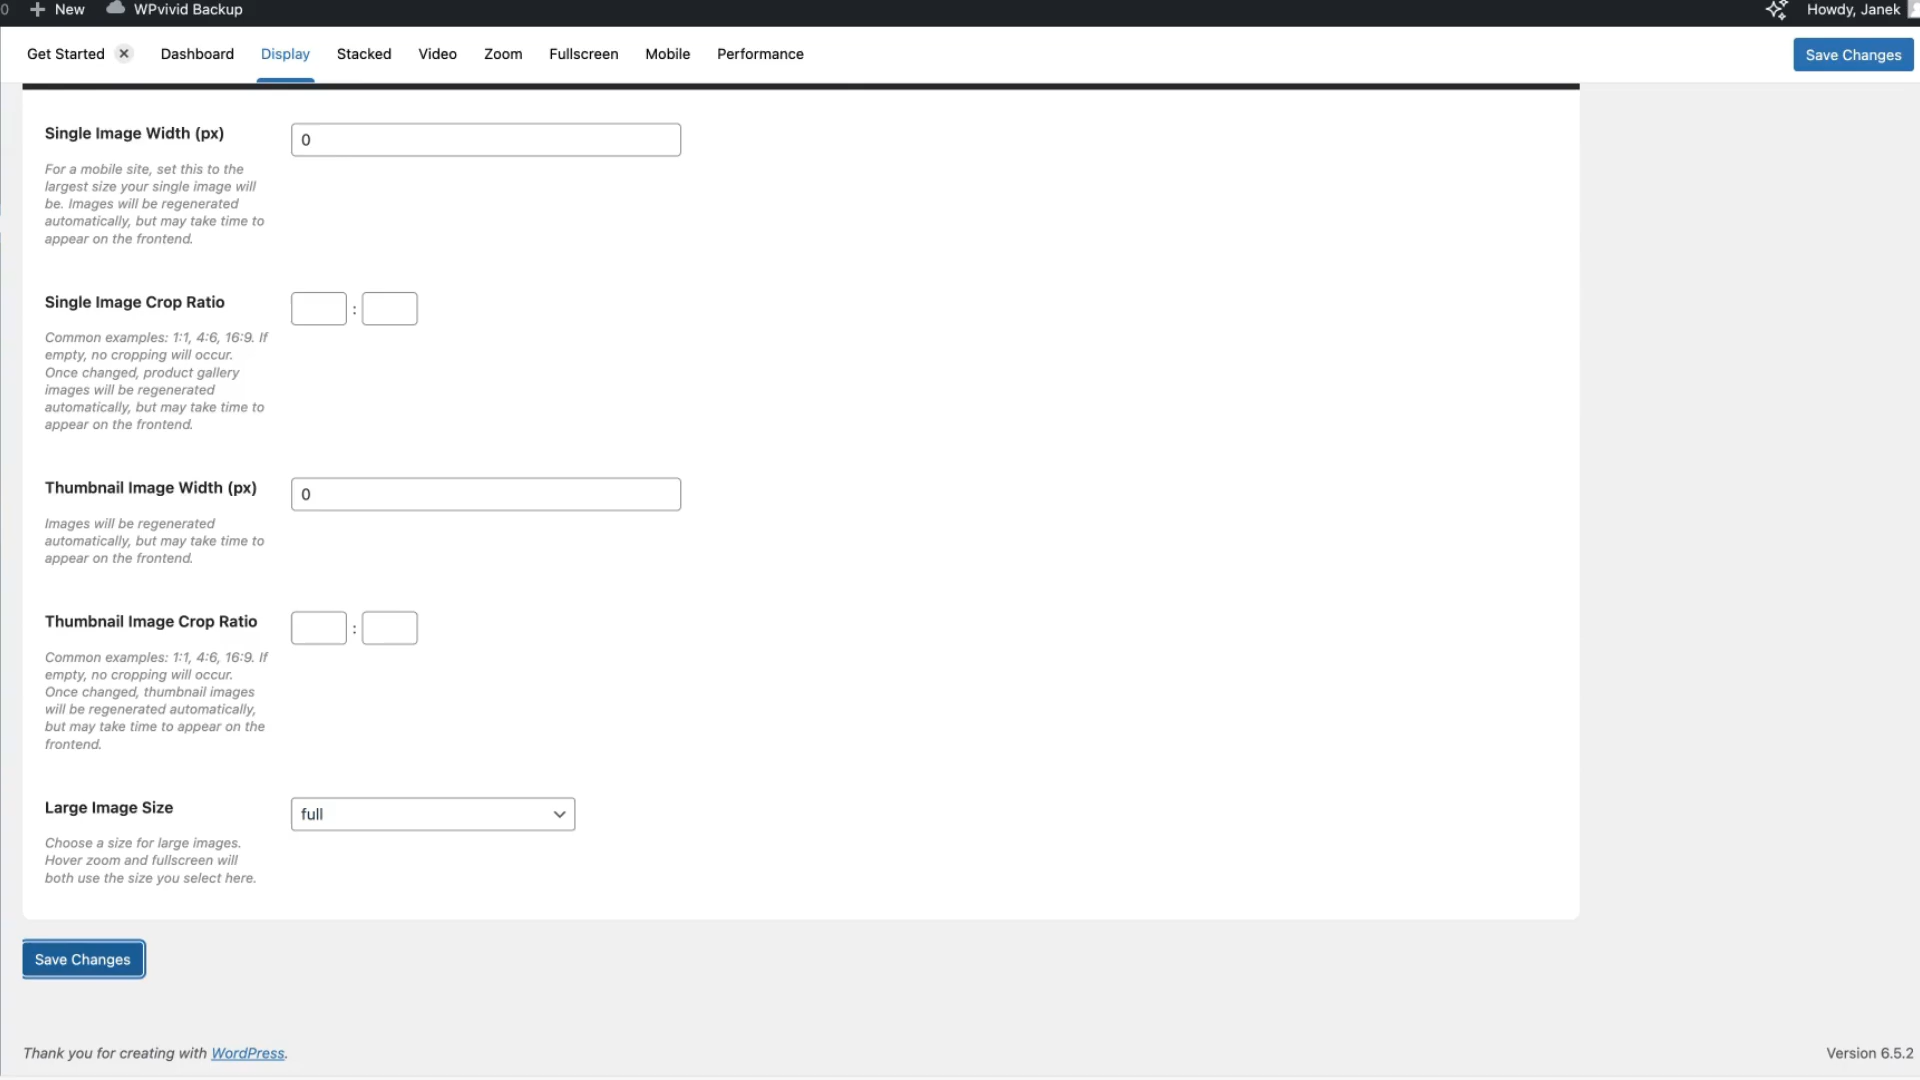 0 New WPvivid Backup Howdy, Janek
Get Started Dashboard Display Stacked Video Zoom Fullscreen Mobile Performance Save Changes
Single Image Width (px)
0
For a mobile site, set this to the
largest size your single image will
be. Images will be regenerated
automatically, but may take time to
appear on the frontend.
Single Image Crop Ratio
:
Common examples: 1:1, 4:6, 16:9. If
empty, no cropping will occur.
Once changed, product gallery
images will be regenerated
automatically, but may take time to
appear on the frontend.
Thumbnail Image Width (px)
0
Images will be regenerated
automatically, but may take time to
appear on the frontend.
Thumbnail Image Crop Ratio
:
Common examples: 1:1, 4:6, 16:9. If
empty, no cropping will occur.
Once changed, thumbnail images
will be regenerated automatically,
but may take time to appear on the
frontend.
Large Image Size
full
Choose a size for large images.
Hover zoom and fullscreen will
both use the size you select here.
Save Changes
Thank you for creating with WordPress.
Version 6.5.2